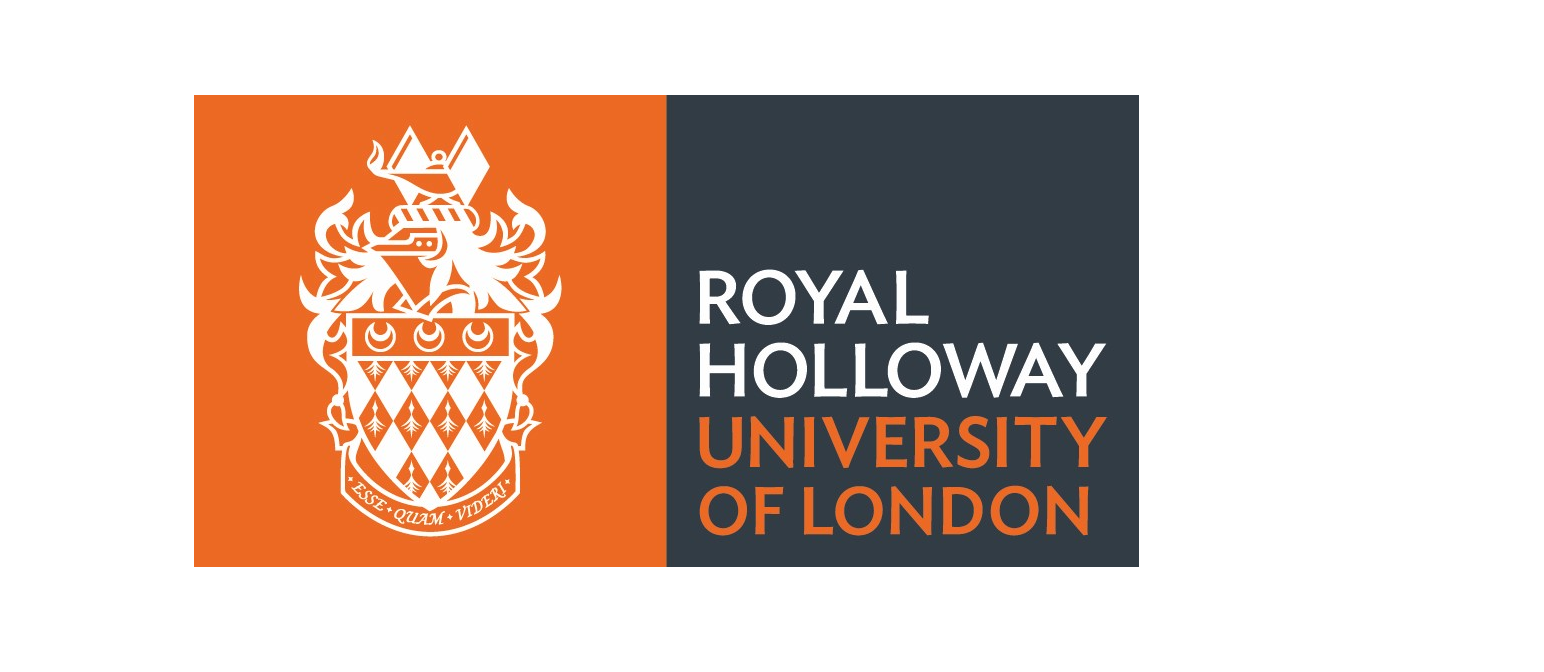 ROYAL
HOLLOWAY
UNIVERSITY
OF LONDON
ESSE · QUAM · VIDERI